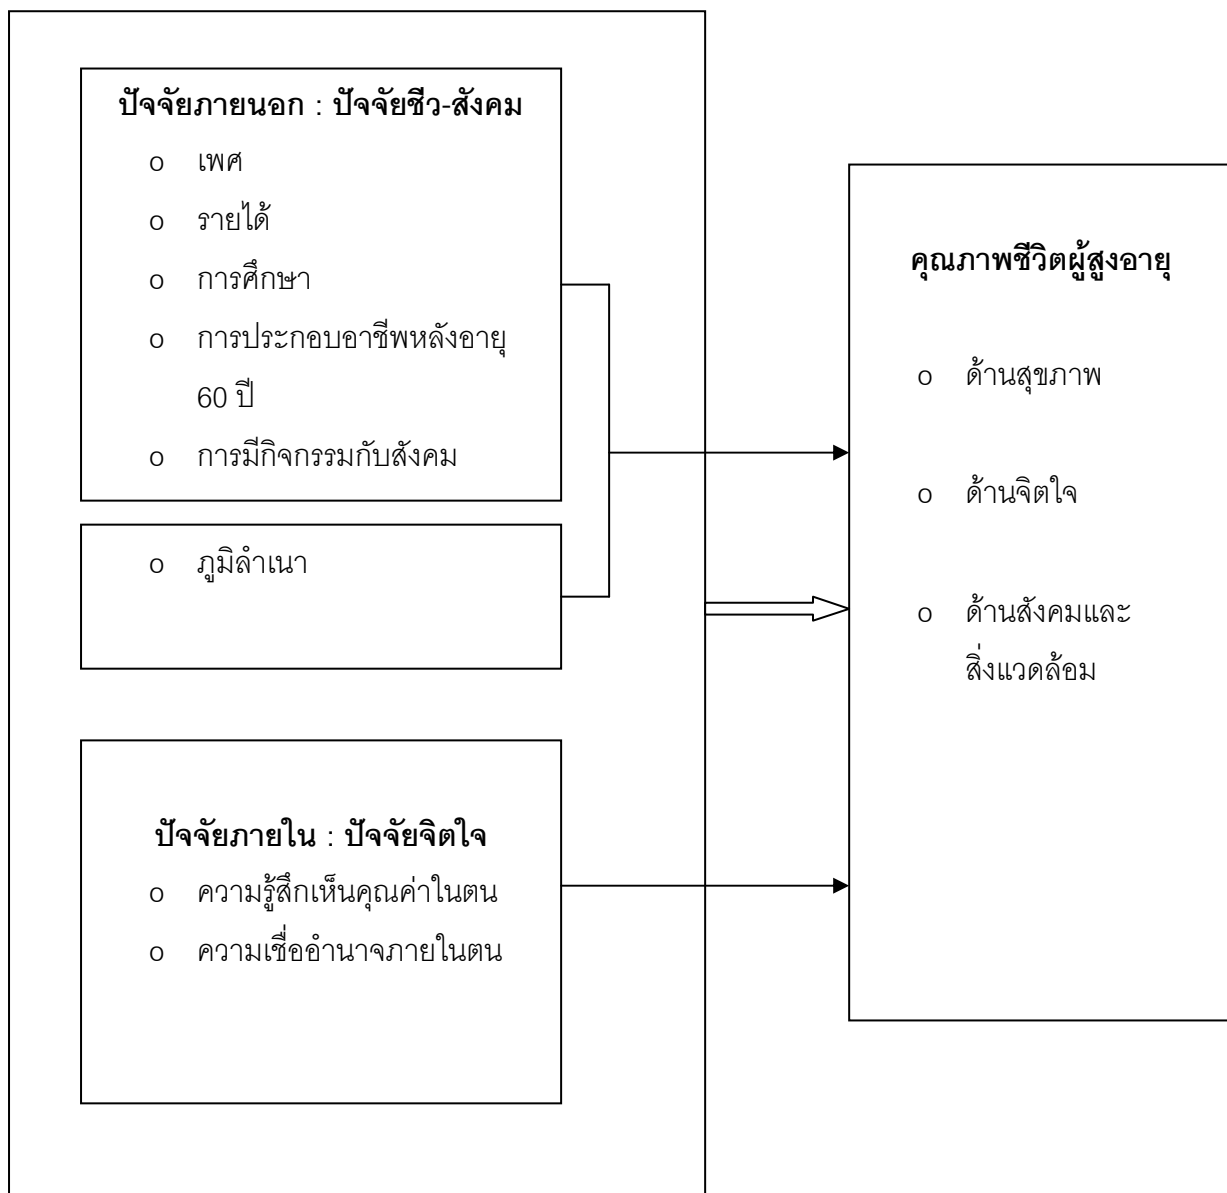 ปัจจัยภายนอก : ปัจจัยชีว-สังคม
o เพศ
o รายได้
o การศึกษา
o การประกอบอาชีพหลังอายุ
60 ปี
o การมีกิจกรรมกับสังคม
o ภูมิลำเนา
ปัจจัยภายใน : ปัจจัยจิตใจ
o ความรู้สึกเห็นคุณค่าในตน
o ความเชื่ออำนาจภายในตน
คุณภาพชีวิตผู้สูงอายุ
o ด้านสุขภาพ
o ด้านจิตใจ
o ด้านสังคมและ
สิ่งแวดล้อม